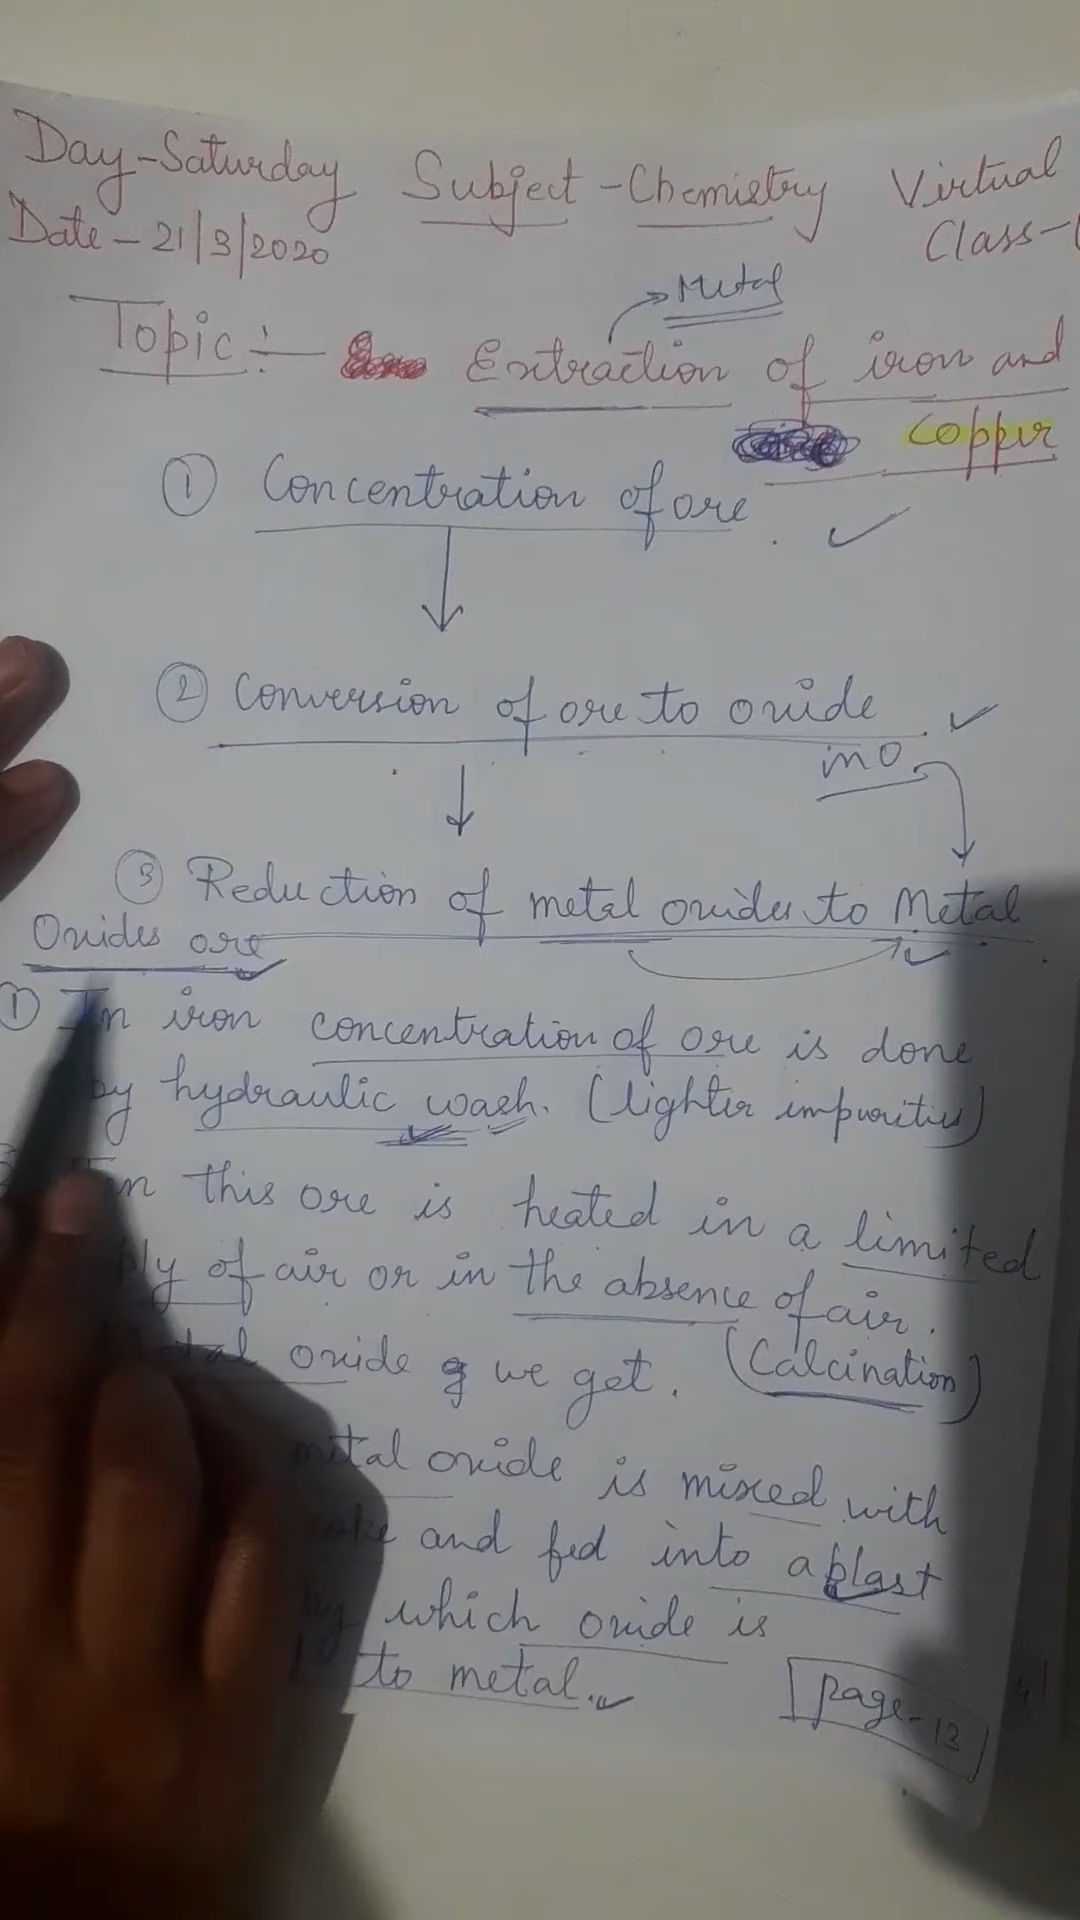 Day-Saturday Subject-Chemistry Virtual
Date-21/3/2020 Class-
Metal
Topic:- Extraction of iron and
Copper
① Concentration of ore.
② Conversion of ore to oxide.
mo
③ Reduction of metal oxides to Metal
Oxides ore
① In iron concentration of ore is done
by hydraulic wash. (lighter impurities)
this ore is heated in a limited
of air or in the absence of air.
oxide we get. (Calcination)
metal oxide is mixed with
and fed into a blast
by which oxide is
to metal.
page-13